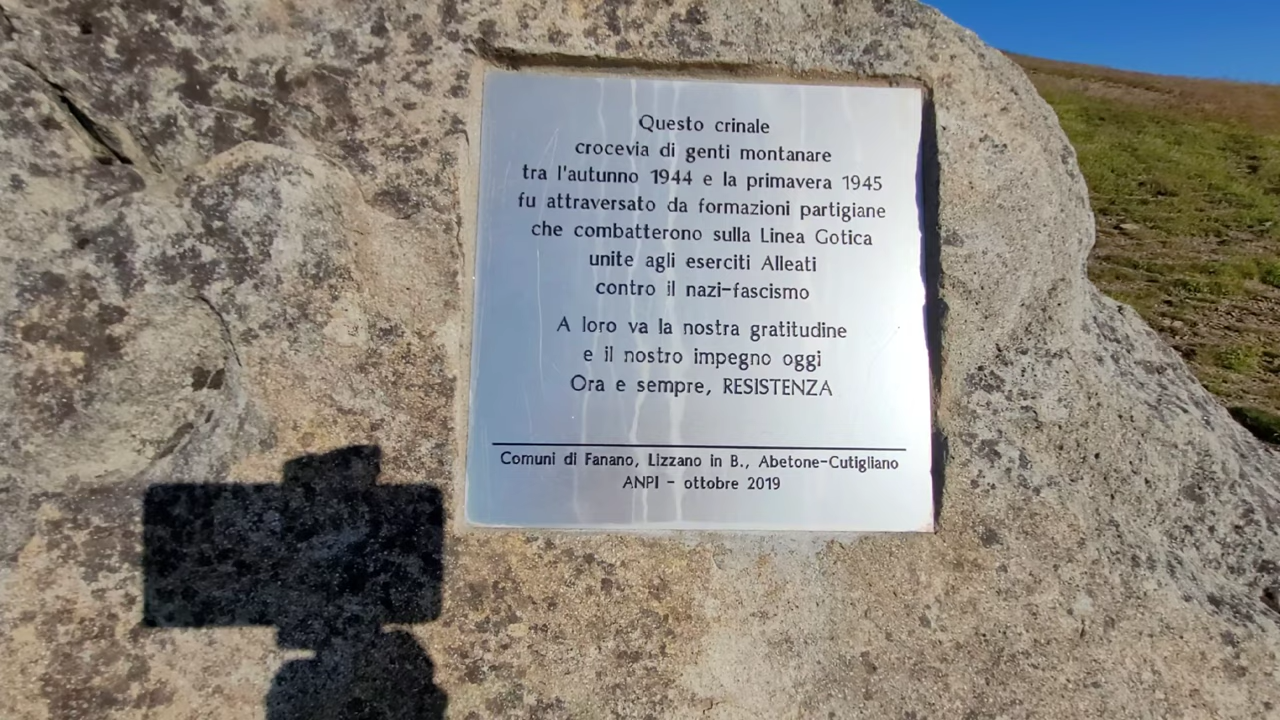 Questo crinale
crocevia di genti montanare
tra l'autunno 1944 e la primavera 1945
fu attraversato da formazioni partigiane
che combatterono sulla Linea Gotica
unite agli eserciti Alleati
contro il nazi-fascismo
A loro va la nostra gratitudine
e il nostro impegno oggi
Ora e sempre, RESISTENZA
Comuni di Fanano, Lizzano in B., Abetone-Cutigliano
ANPI - ottobre 2019